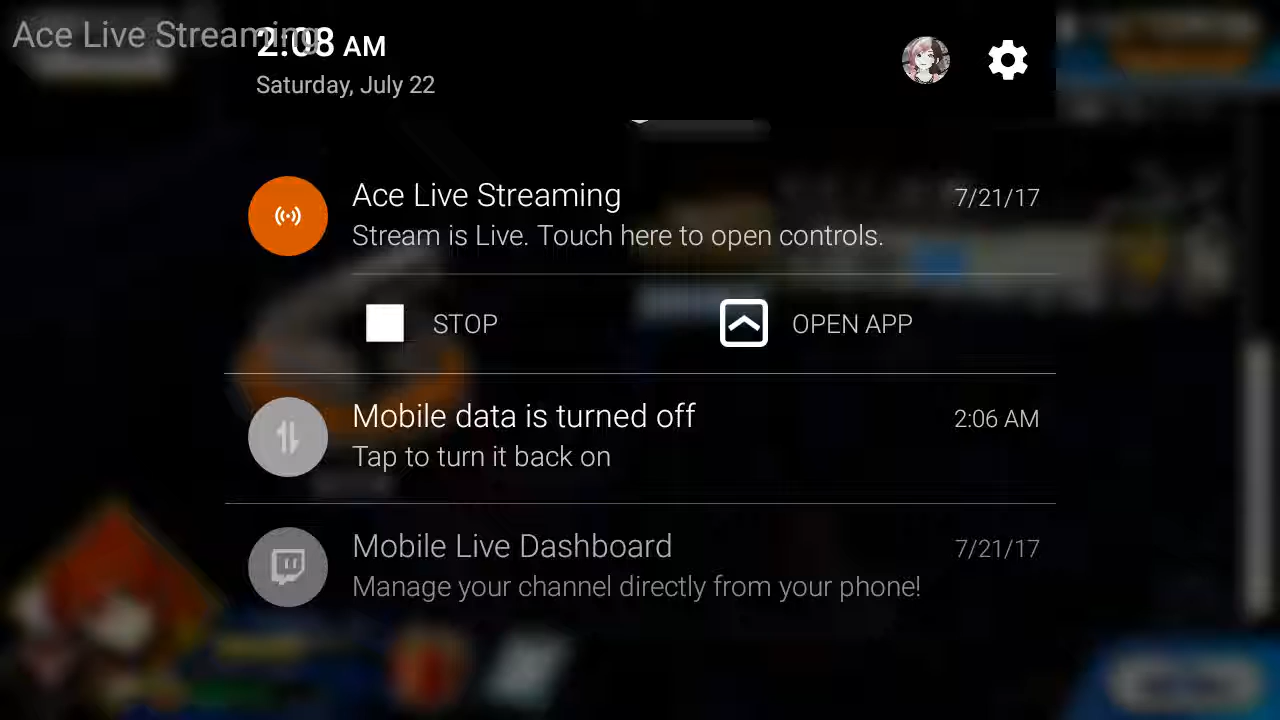 Ace Live Streaming
2:08 AM
Saturday, July 22
Ace Live Streaming 7/21/17
Stream is Live. Touch here to open controls.
STOP OPEN APP
Mobile data is turned off 2:06 AM
Tap to turn it back on
Mobile Live Dashboard 7/21/17
Manage your channel directly from your phone!